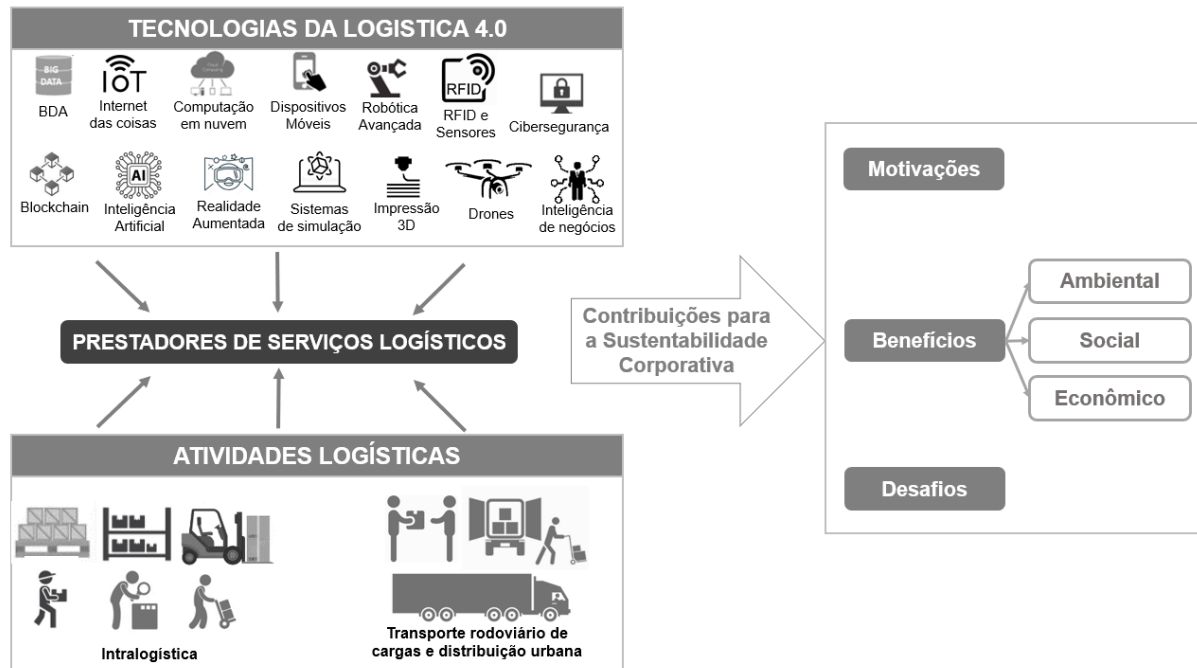 TECNOLOGIAS DA LOGISTICA 4.0
BIG
DATA
BDA
IoT
Internet
das coisas
Cloud
Computing
Computação
em nuvem
Dispositivos
Móveis
Robótica
Avançada
RFID
RFID e
Sensores
Cibersegurança
Blockchain
AI
Inteligência
Artificial
Realidade
Aumentada
Sistemas
de simulação
Impressão
3D
Drones
Inteligência
de negócios
PRESTADORES DE SERVIÇOS LOGÍSTICOS
ATIVIDADES LOGÍSTICAS
Intralogística
Transporte rodoviário de
cargas e distribuição urbana
Contribuições para
a Sustentabilidade
Corporativa
Motivações
Benefícios
Ambiental
Social
Econômico
Desafios